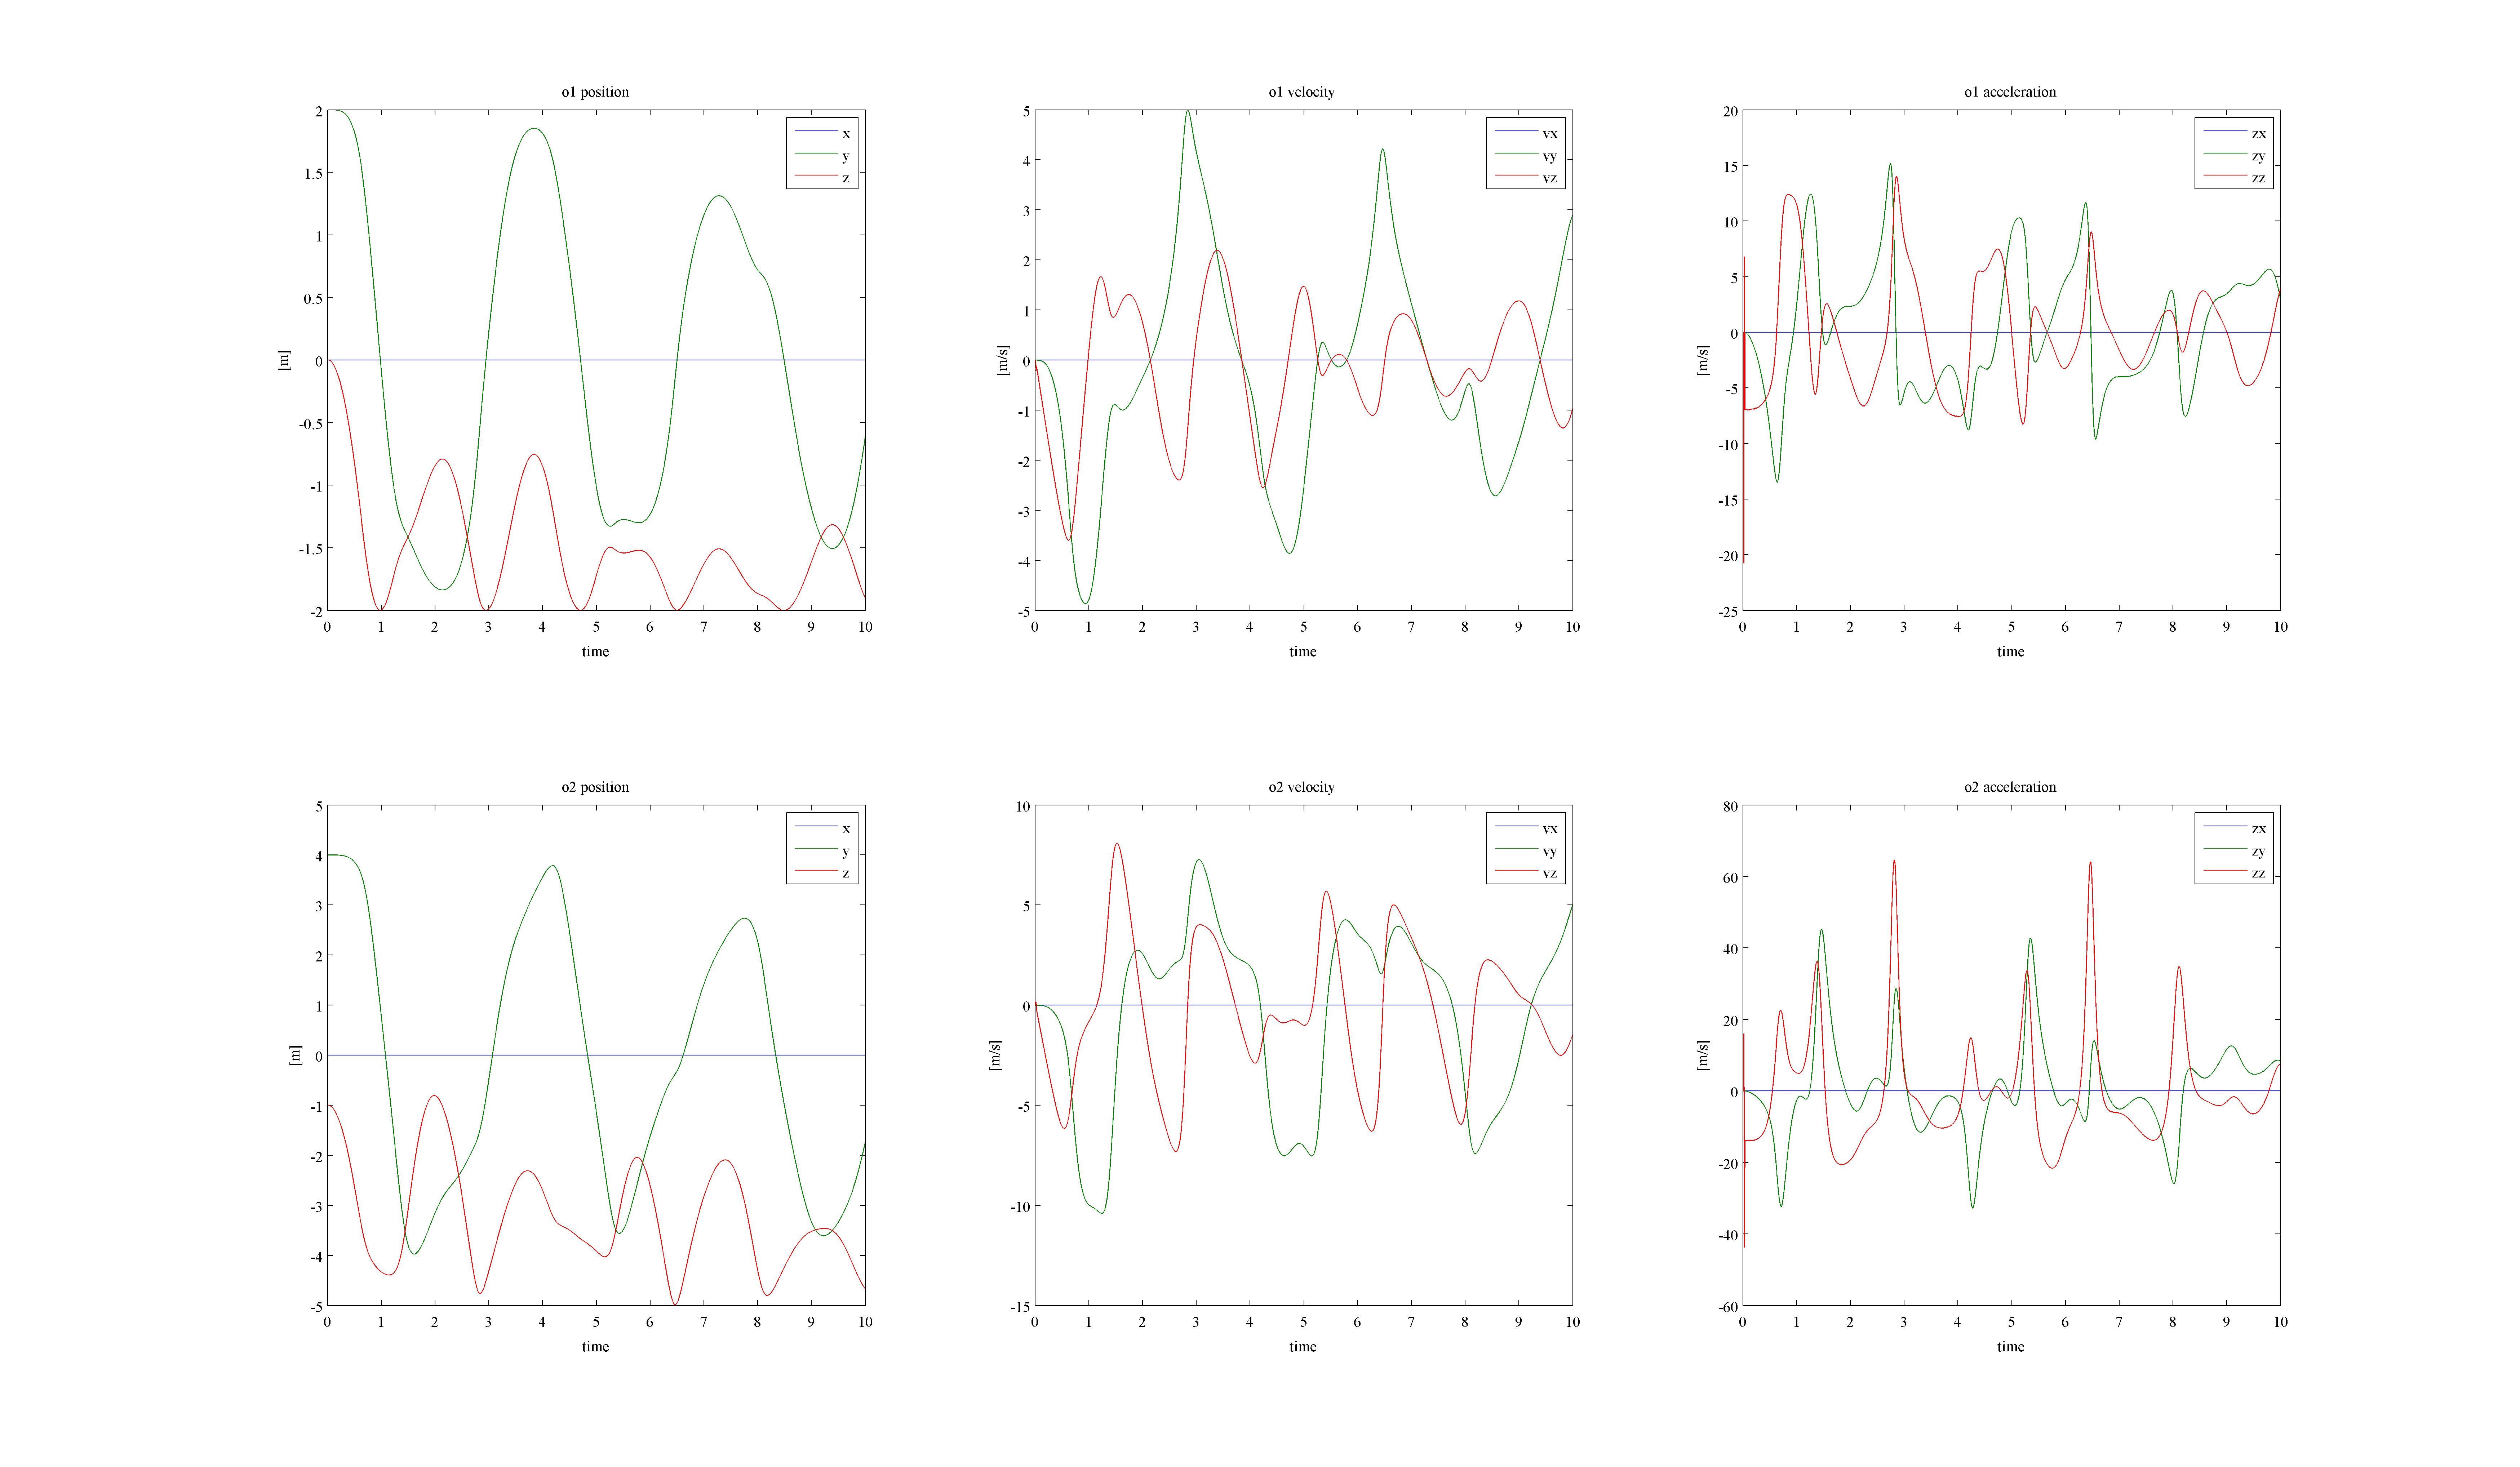 o1 position
2
1.5
1
0.5
0
-0.5
-1
-1.5
-2
[m]
0 1 2 3 4 5 6 7 8 9 10
time
x
y
z
o1 velocity
5
4
3
2
1
0
-1
-2
-3
-4
-5
[m/s]
0 1 2 3 4 5 6 7 8 9 10
time
vx
vy
vz
o1 acceleration
20
15
10
5
0
-5
-10
-15
-20
-25
[m/s]
0 1 2 3 4 5 6 7 8 9 10
time
zx
zy
zz
o2 position
5
4
3
2
1
0
-1
-2
-3
-4
-5
[m]
0 1 2 3 4 5 6 7 8 9 10
time
x
y
z
o2 velocity
10
5
0
-5
-10
-15
[m/s]
0 1 2 3 4 5 6 7 8 9 10
time
vx
vy
vz
o2 acceleration
80
60
40
20
0
-20
-40
-60
[m/s]
0 1 2 3 4 5 6 7 8 9 10
time
zx
zy
zz